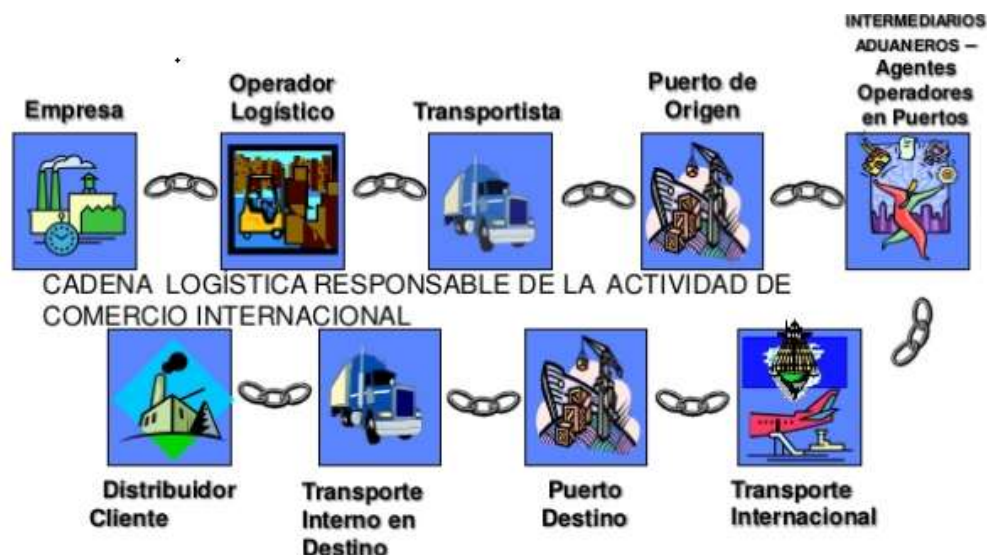 INTERMEDIARIOS
ADUANEROS –
Agentes
Operadores
en Puertos
Operador
Logístico
Puerto de
Origen
Empresa
Transportista
CADENA LOGÍSTICA RESPONSABLE DE LA ACTIVIDAD DE
COMERCIO INTERNACIONAL
Distribuidor
Cliente
Transporte
Interno en
Destino
Puerto
Destino
Transporte
Internacional